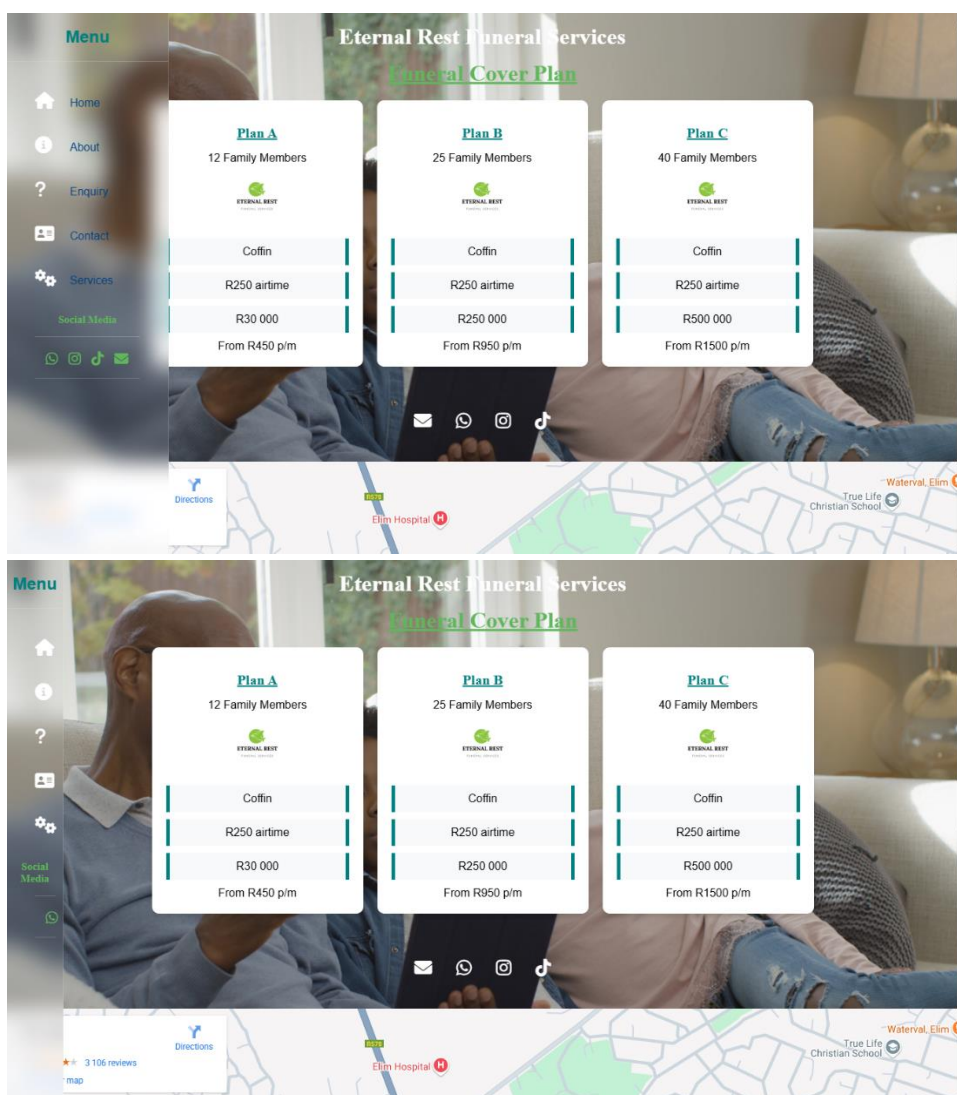 Menu
Eternal Rest Funeral Services
Funeral Cover Plan
Home
About
Enquiry
Contact
Services
Social Media
Plan A
12 Family Members
ETERNAL REST
Coffin
R250 airtime
R30 000
From R450 p/m
Plan B
25 Family Members
ETERNAL REST
Coffin
R250 airtime
R250 000
From R950 p/m
Plan C
40 Family Members
ETERNAL REST
Coffin
R250 airtime
R500 000
From R1500 p/m
Directions
R578
Elim Hospital
Waterval, Elim
True Life
Christian School
Menu
Eternal Rest Funeral Services
Funeral Cover Plan
Social
Media
Plan A
12 Family Members
ETERNAL REST
Coffin
R250 airtime
R30 000
From R450 p/m
Plan B
25 Family Members
ETERNAL REST
Coffin
R250 airtime
R250 000
From R950 p/m
Plan C
40 Family Members
ETERNAL REST
Coffin
R250 airtime
R500 000
From R1500 p/m
Directions
3 106 reviews
map
R578
Elim Hospital
Waterval, Elim
True Life
Christian School